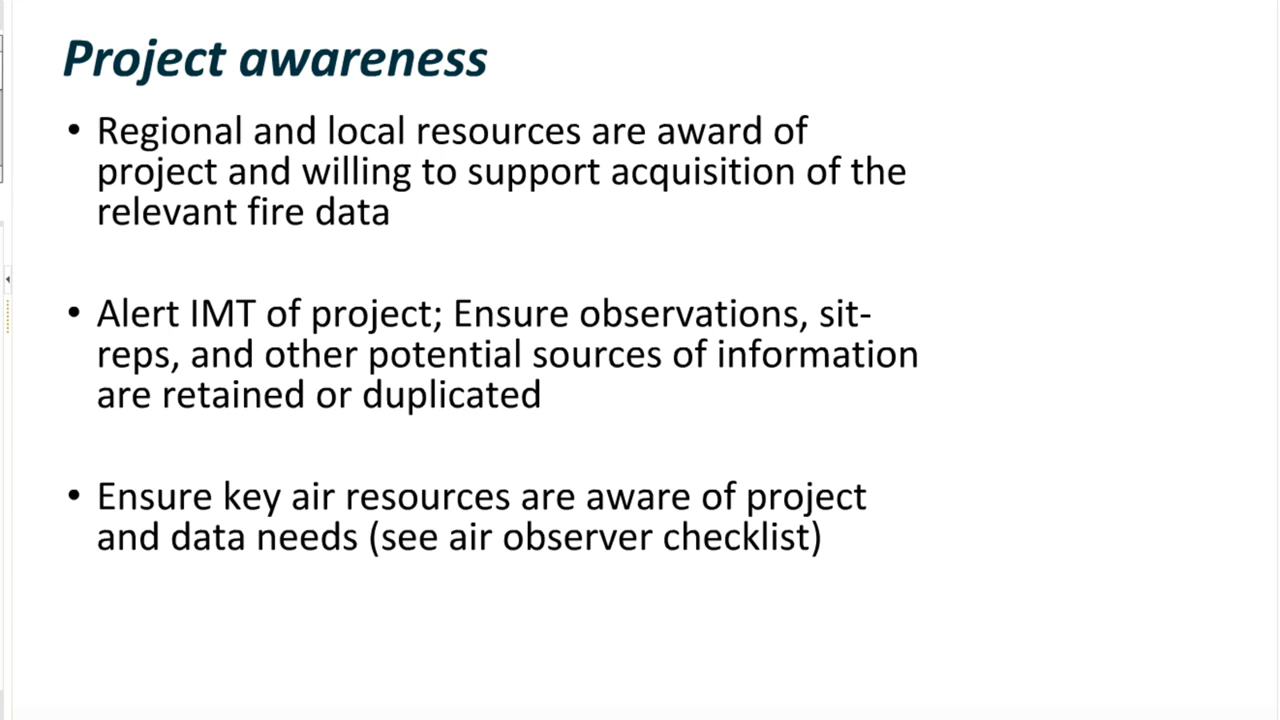 Project awareness
• Regional and local resources are award of
project and willing to support acquisition of the
relevant fire data
• Alert IMT of project; Ensure observations, sit-
reps, and other potential sources of information
are retained or duplicated
• Ensure key air resources are aware of project
and data needs (see air observer checklist)